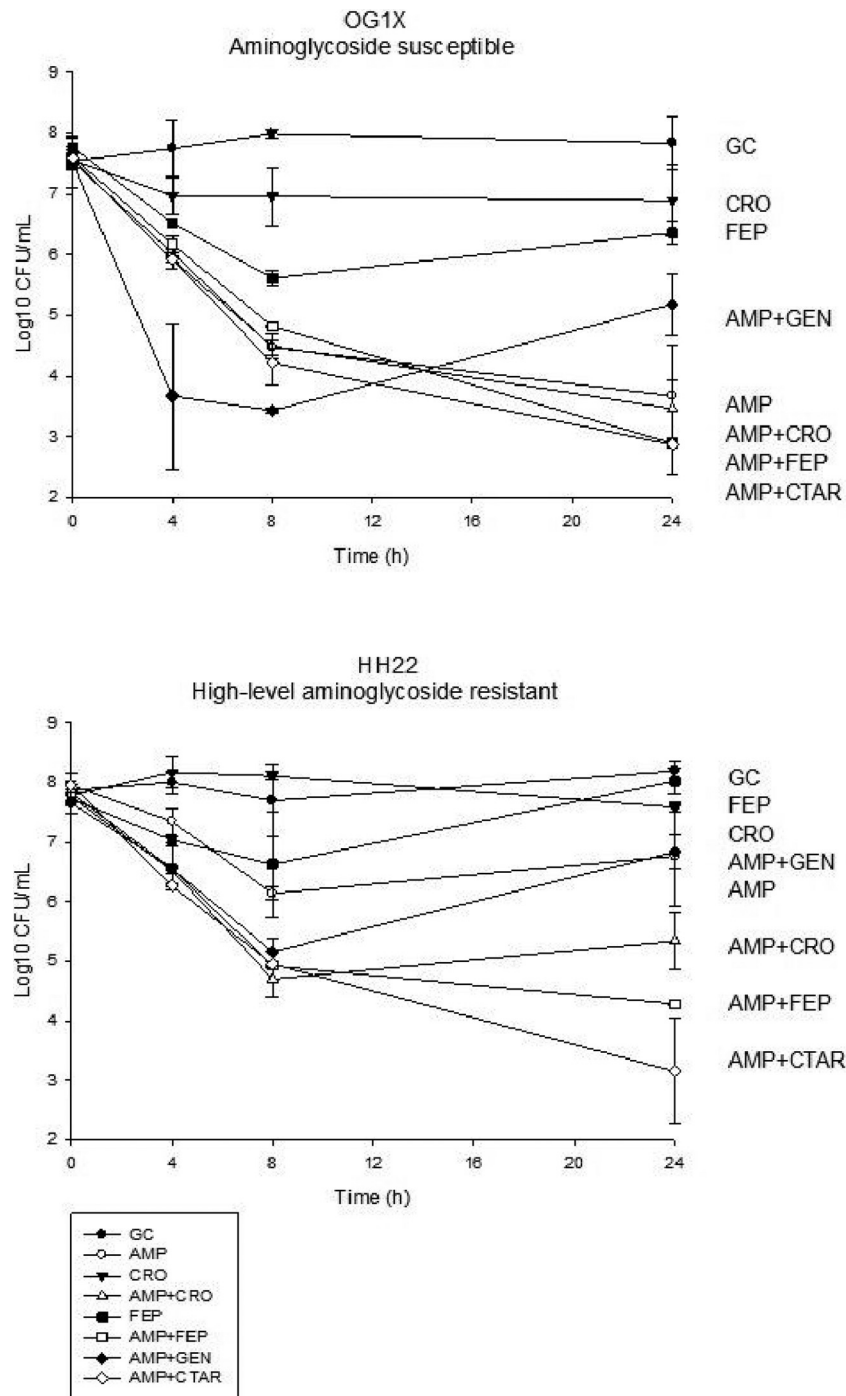 OG1X
Aminoglycoside susceptible
9
8
7
6
5
4
3
2
Log10 CFU/mL
0
4
8
12
16
20
24
Time (h)
GC
CRO
FEP
AMP+GEN
AMP
AMP+CRO
AMP+FEP
AMP+CTAR
HH22
High-level aminoglycoside resistant
9
8
7
6
5
4
3
2
Log10 CFU/mL
0
4
8
12
16
20
24
Time (h)
GC
FEP
CRO
AMP+GEN
AMP
AMP+CRO
AMP+FEP
AMP+CTAR
GC
AMP
CRO
AMP+CRO
FEP
AMP+FEP
AMP+GEN
AMP+CTAR